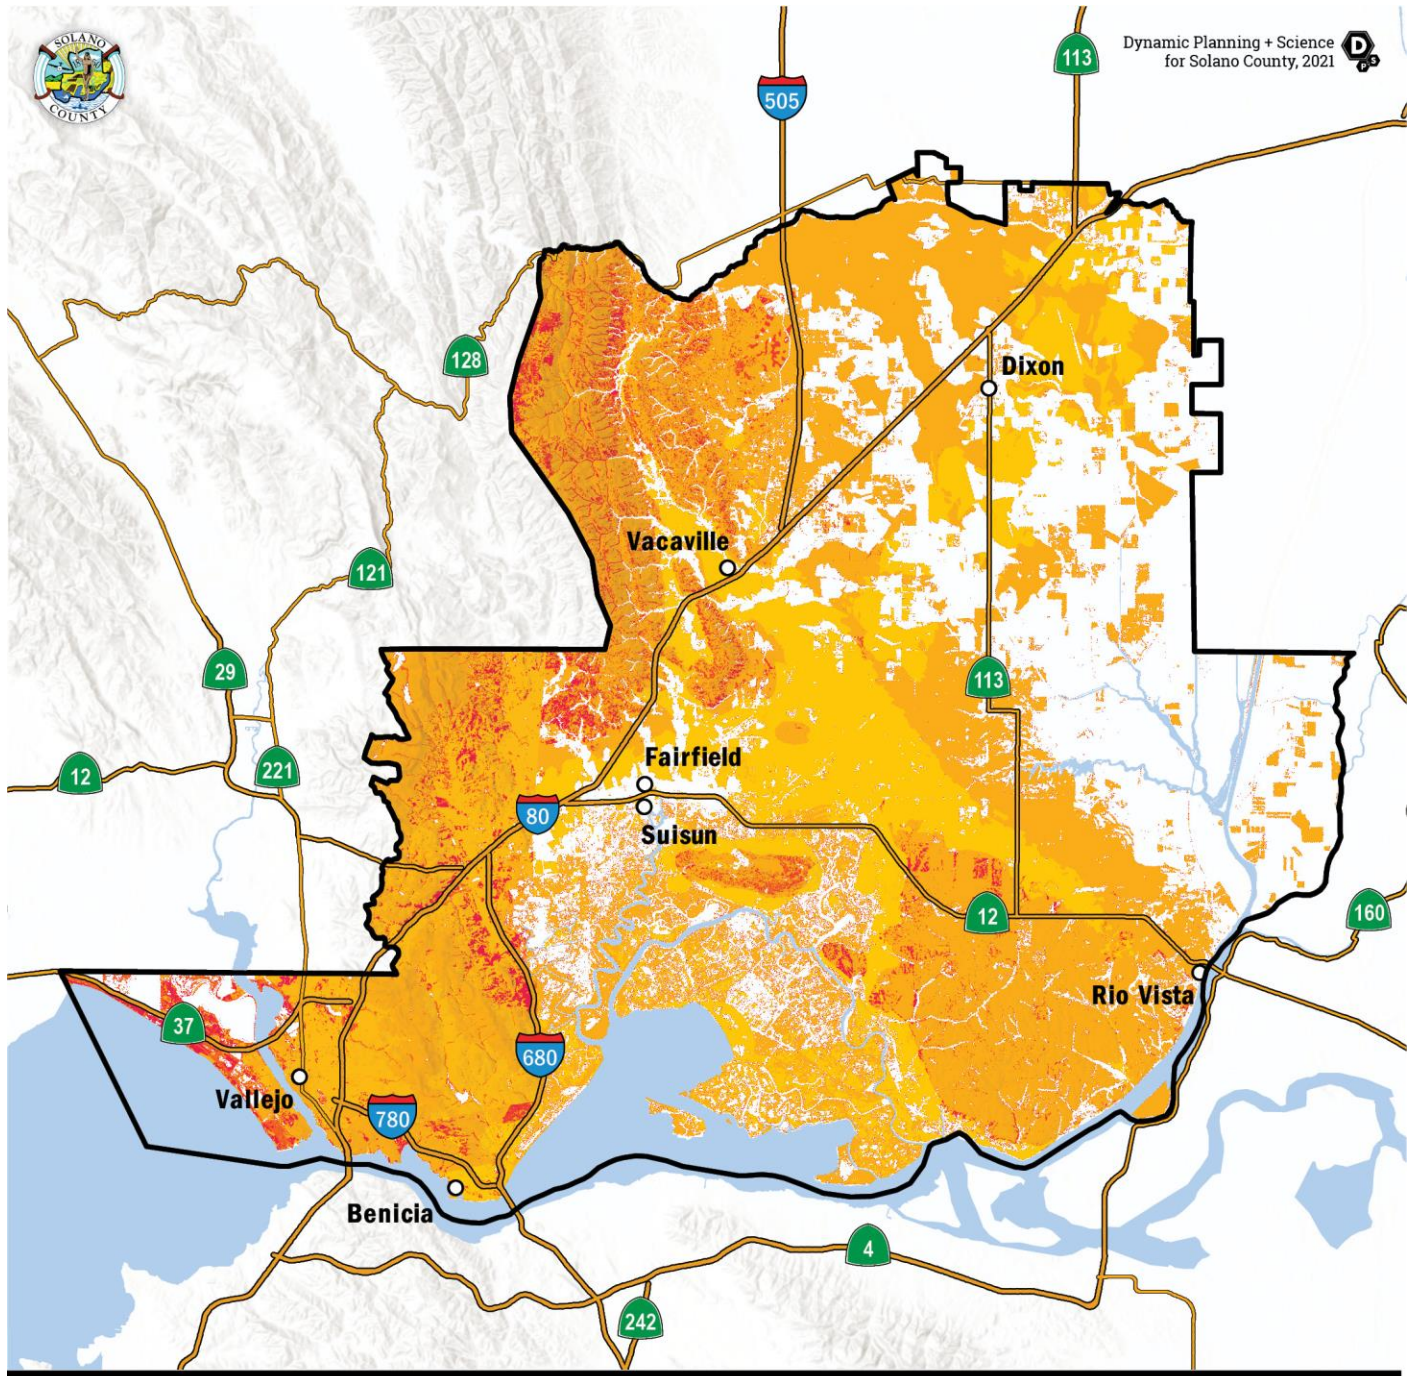 SOLANO
COUNTY
Dynamic Planning + Science
for Solano County, 2021
D
P S
505
113
128
Dixon
Vacaville
121
29
113
12
221
Fairfield
80
Suisun
12
160
Rio Vista
37
680
Vallejo
780
Benicia
4
242